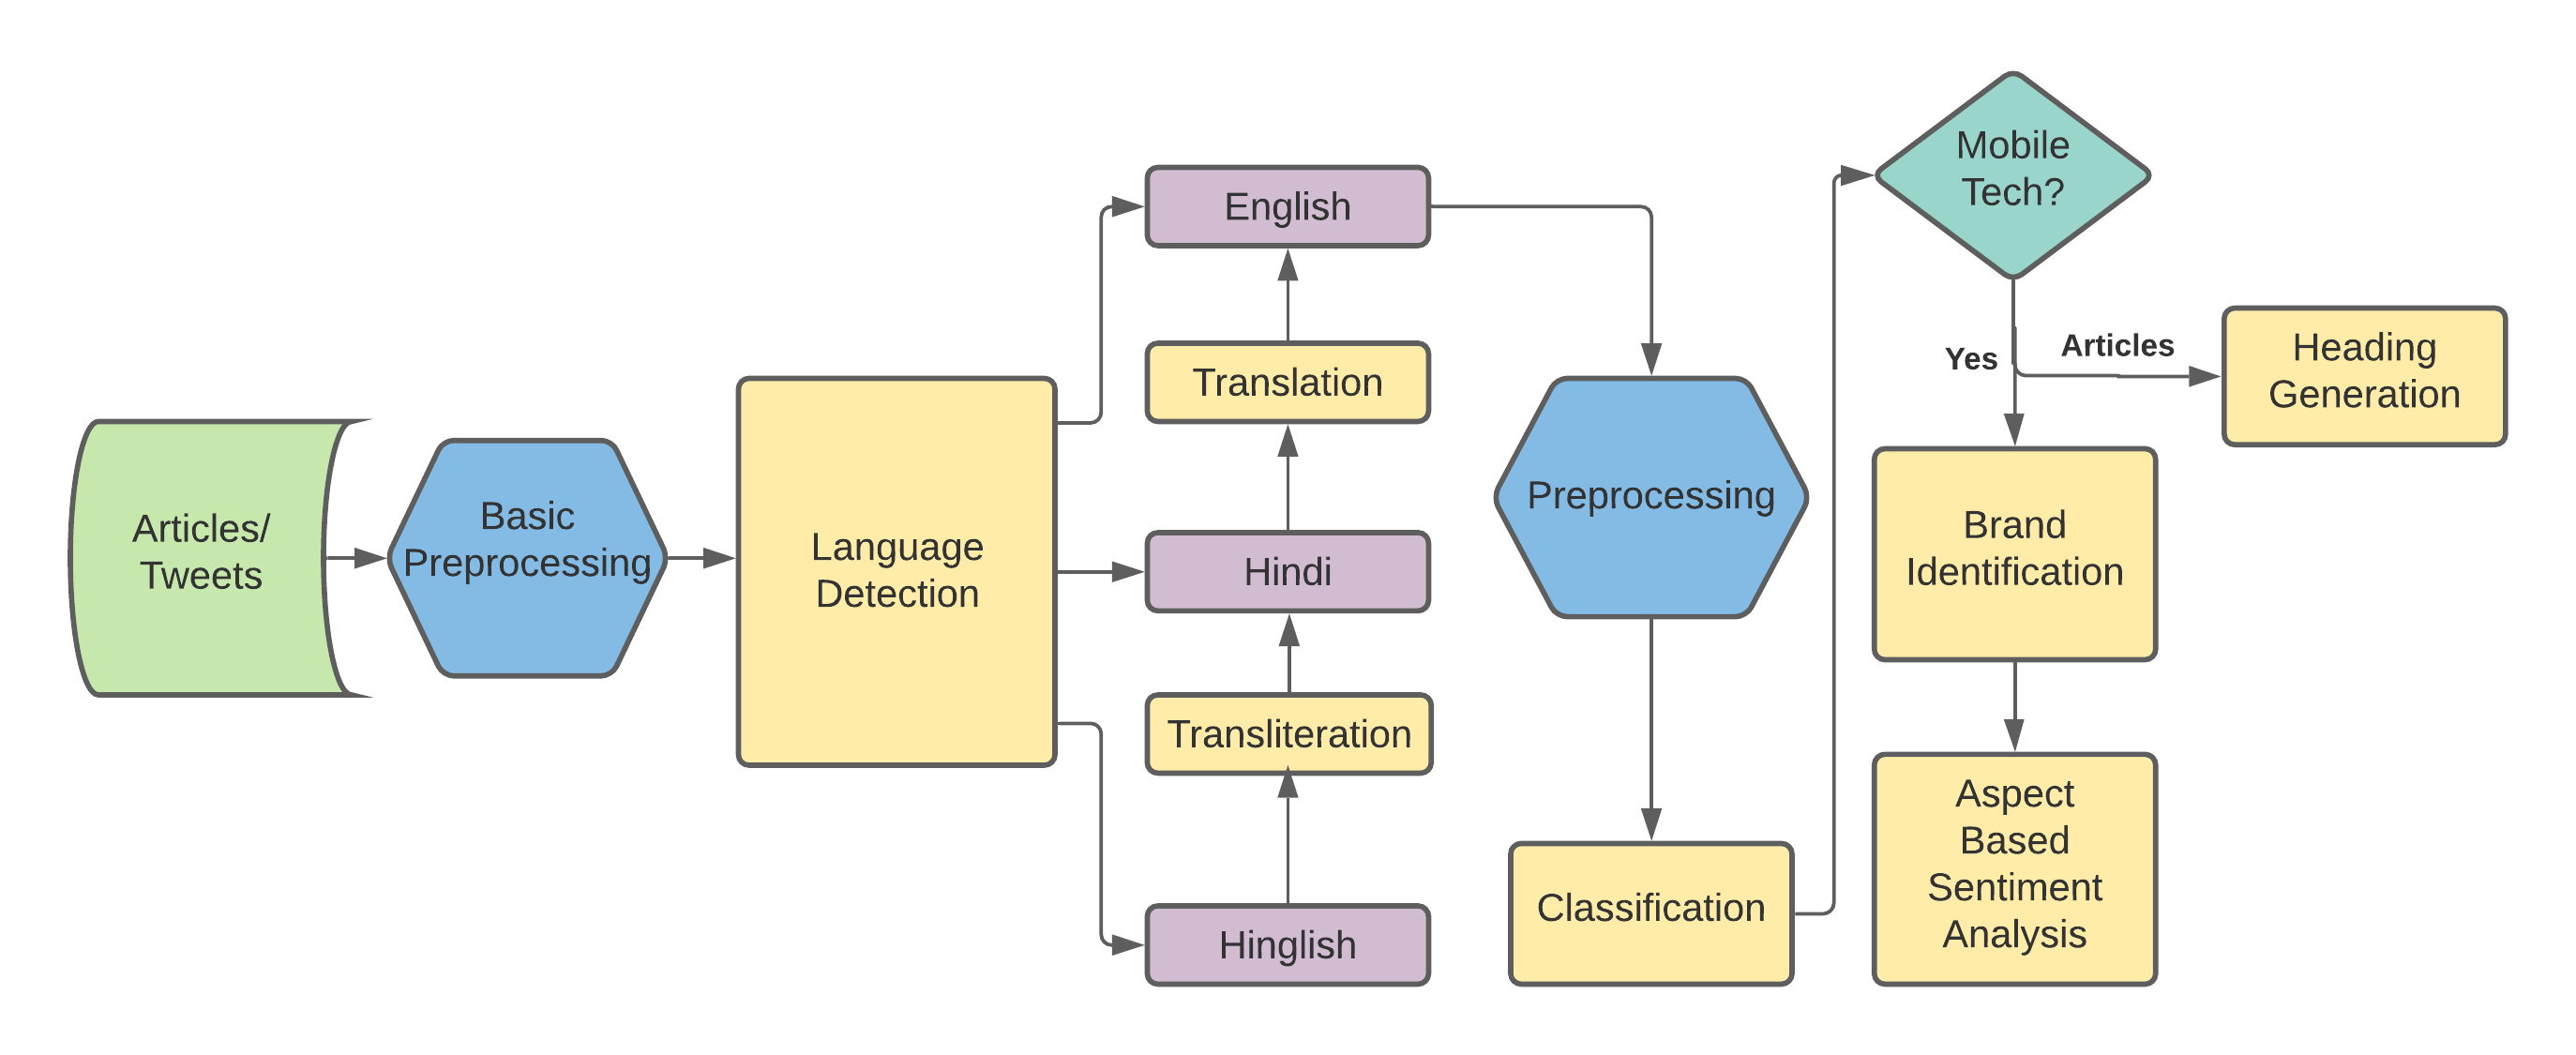 Articles/
Tweets
Basic
Preprocessing
Language
Detection
English
Translation
Hindi
Transliteration
Hinglish
Preprocessing
Classification
Mobile
Tech?
Yes
Articles
Heading
Generation
Brand
Identification
Aspect
Based
Sentiment
Analysis